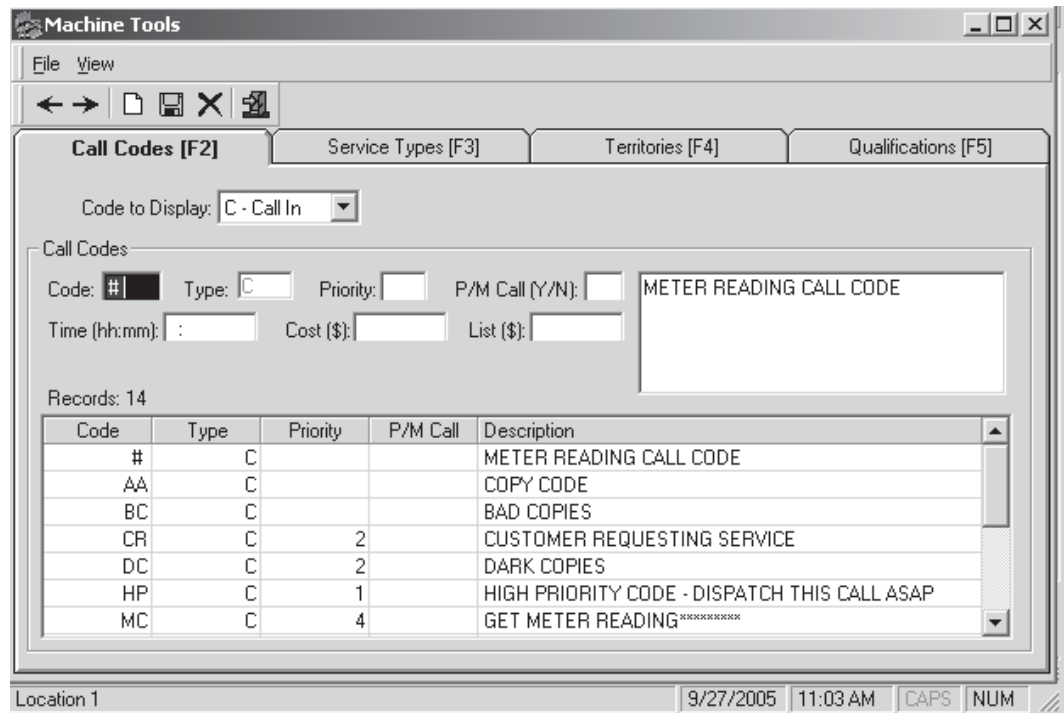 Machine Tools
File View
Call Codes [F2] Service Types [F3] Territories [F4] Qualifications [F5]
Code to Display: C - Call In
Call Codes
Code: # Type: C Priority: P/M Call (Y/N): METER READING CALL CODE
Time (hh:mm): : Cost ($): List ($):
Records: 14
Code Type Priority P/M Call Description
# C METER READING CALL CODE
AA C COPY CODE
BC C BAD COPIES
CR C 2 CUSTOMER REQUESTING SERVICE
DC C 2 DARK COPIES
HP C 1 HIGH PRIORITY CODE - DISPATCH THIS CALL ASAP
MC C 4 GET METER READING*********
Location 1 9/27/2005 11:03 AM CAPS NUM